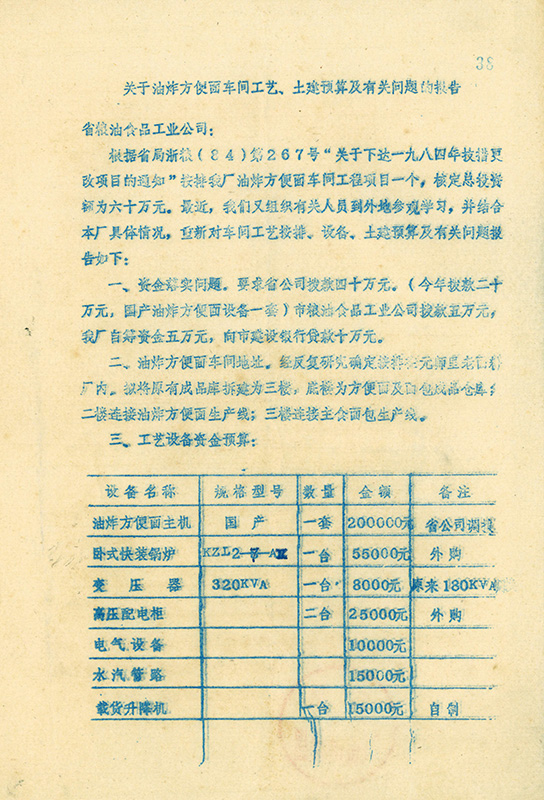 38
关于油炸方便面车间工艺、土建预算及有关问题的报告
省粮油食品工业公司：
根据省局浙粮（84）第267号“关于下达一九八四年技措更
改项目的通知”按排我厂油炸方便面车间工程项目一个，核定总投资
额为六十万元。最近，我们又组织有关人员到外地参观学习，并结合
本厂具体情况，重新对车间工艺按排、设备、土建预算及有关问题报
告如下：
一、资金落实问题。要求省公司拨款四十万元。（今年拨款二十
万元，国产油炸方便面设备一套）市粮油食品工业公司拨款五万元，
我厂自筹资金五万元，向市建设银行贷款十万元。
二、油炸方便面车间地址。经反复研究确定按排在元帅里老面粉
厂内。拟将原有成品库拆建为三楼，底楼为方便面及面包成品仓库；
二楼连接油炸方便面生产线；三楼连接主食面包生产线。
三、工艺设备资金预算：
设备名称 规格型号 数量 金额 备注
油炸方便面主机 国产 一套 200000元 省公司调拨
卧式快装锅炉 KZL2 一台 55000元 外购
变压器 320KVA 一台 8000元 原来180KVA
高压配电柜 二台 25000元 外购
电气设备 10000元
水汽管路 15000元
载货升降机 一台 15000元 自制